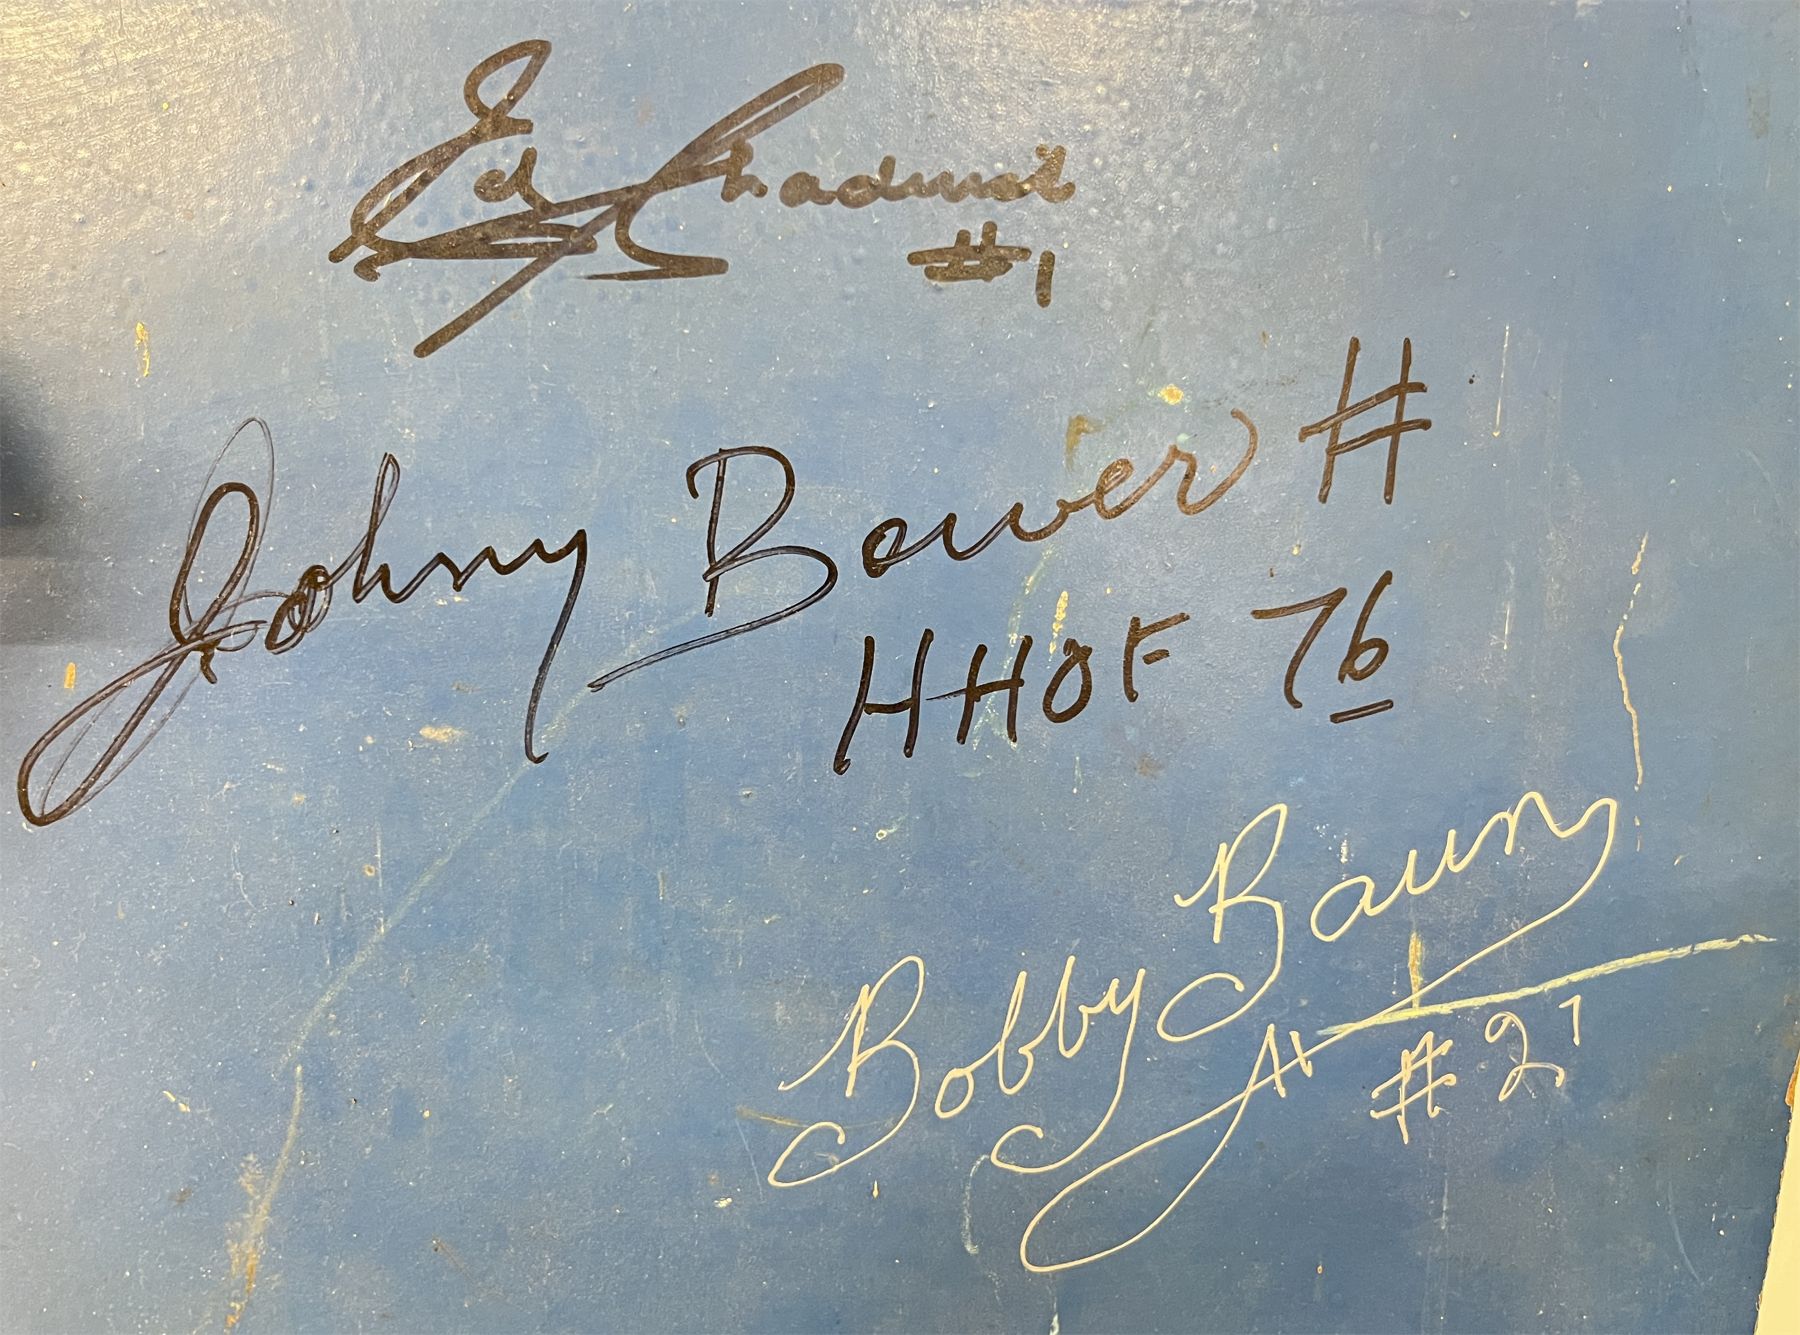 Ed Chadwick
#1
Johny Bower #
HHOF 76
Bobby Baun
#21